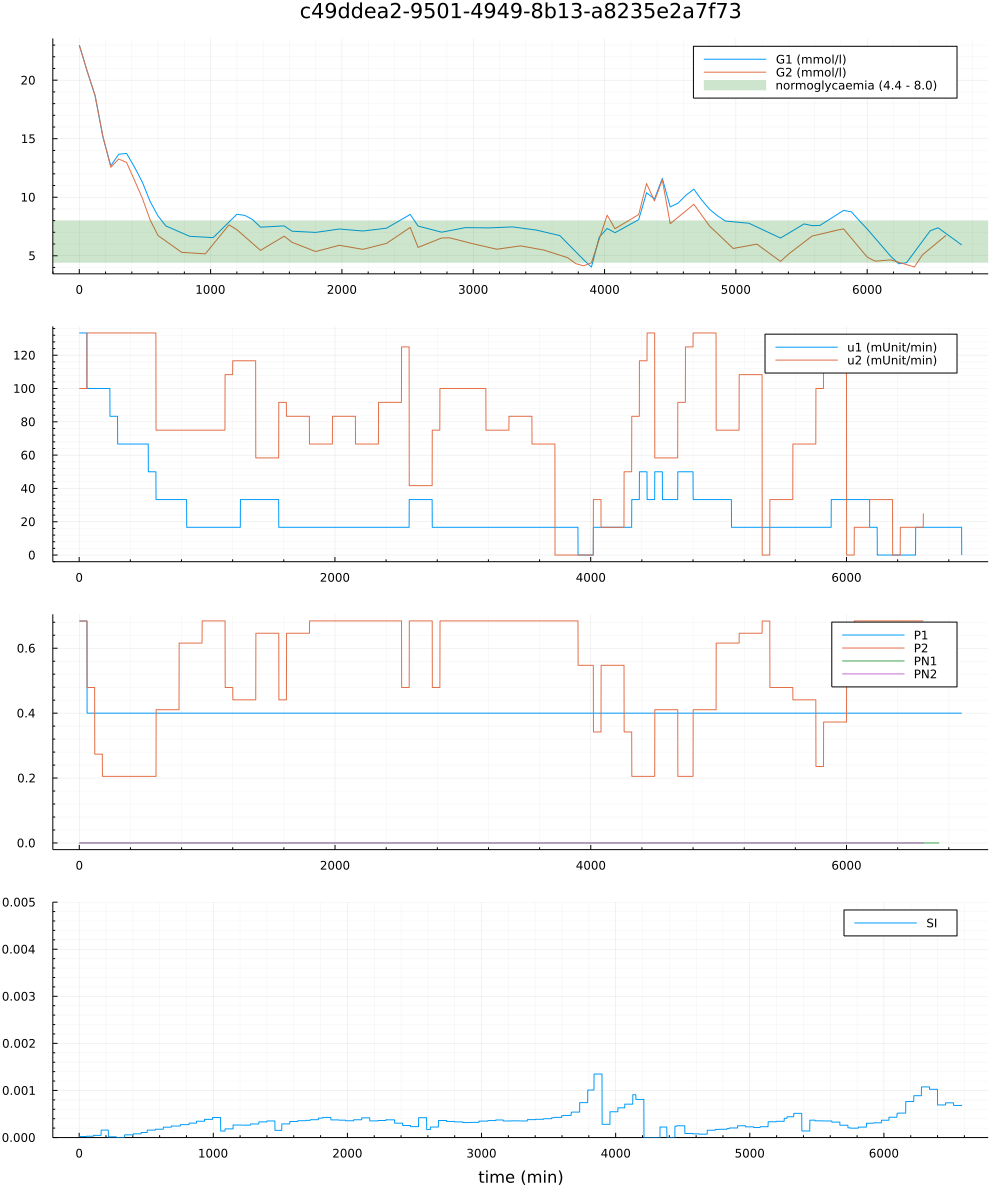 c49ddea2-9501-4949-8b13-a8235e2a7f73
G1 (mmol/l)
G2 (mmol/l)
normoglycaemia (4.4 - 8.0)
20
15
10
5
0 1000 2000 3000 4000 5000 6000
u1 (mUnit/min)
u2 (mUnit/min)
120
100
80
60
40
20
0
0 2000 4000 6000
P1
P2
PN1
PN2
0.6
0.4
0.2
0.0
0 2000 4000 6000
SI
0.005
0.004
0.003
0.002
0.001
0.000
0 1000 2000 3000 4000 5000 6000
time (min)